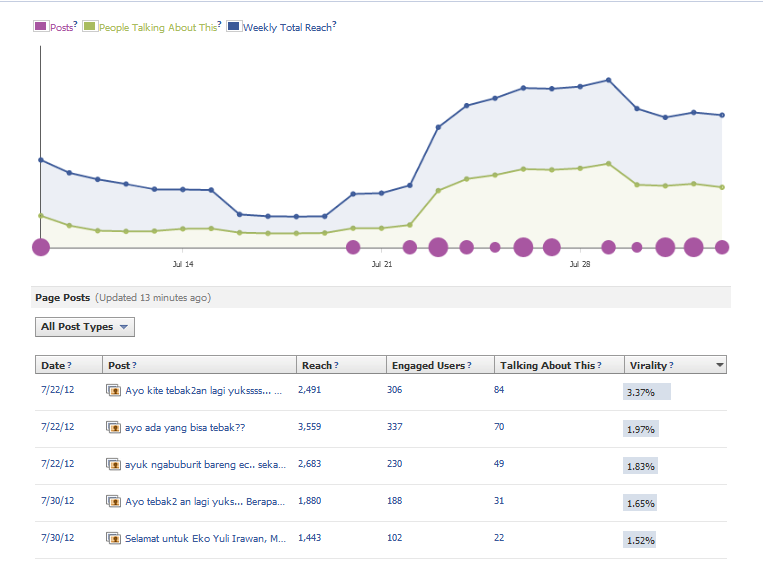 Posts? People Talking About This? Weekly Total Reach?
Jul 14 Jul 21 Jul 28
Page Posts (Updated 13 minutes ago)
All Post Types
Date? Post? Reach? Engaged Users? Talking About This? Virality?
7/22/12 Ayo kite tebak2an lagi yukssss... ... 2,491 306 84 3.37%
7/22/12 ayo ada yang bisa tebak?? 3,559 337 70 1.97%
7/22/12 ayuk ngabuburit bareng ec.. seka... 2,683 230 49 1.83%
7/30/12 Ayo tebak2 an lagi yuks... Berapa... 1,880 188 31 1.65%
7/30/12 Selamat untuk Eko Yuli Irawan, M... 1,443 102 22 1.52%